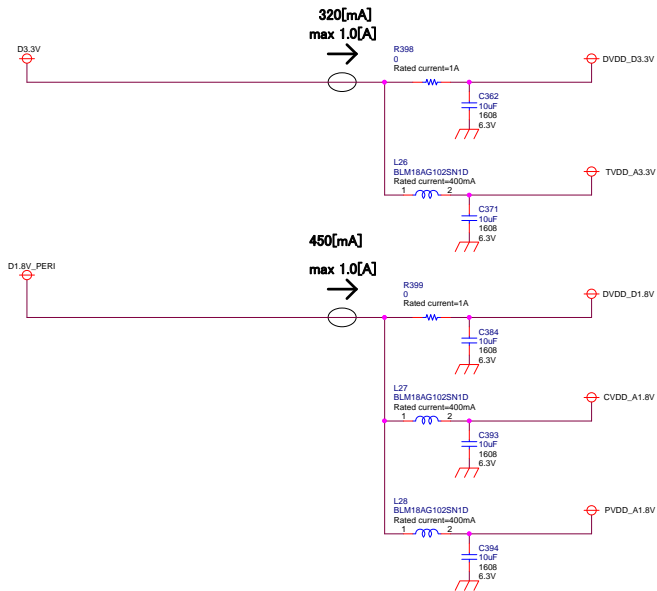 320[mA]
max 1.0[A]
D3.3V
R398
0
Rated current=1A
DVDD_D3.3V
C362
10uF
1608
6.3V
L26
BLM18AG102SN1D
Rated current=400mA
1
2
TVDD_A3.3V
C371
10uF
1608
6.3V
450[mA]
max 1.0[A]
D1.8V_PERI
R399
0
Rated current=1A
DVDD_D1.8V
C384
10uF
1608
6.3V
L27
BLM18AG102SN1D
Rated current=400mA
1
2
CVDD_A1.8V
C393
10uF
1608
6.3V
L28
BLM18AG102SN1D
Rated current=400mA
1
2
PVDD_A1.8V
C394
10uF
1608
6.3V